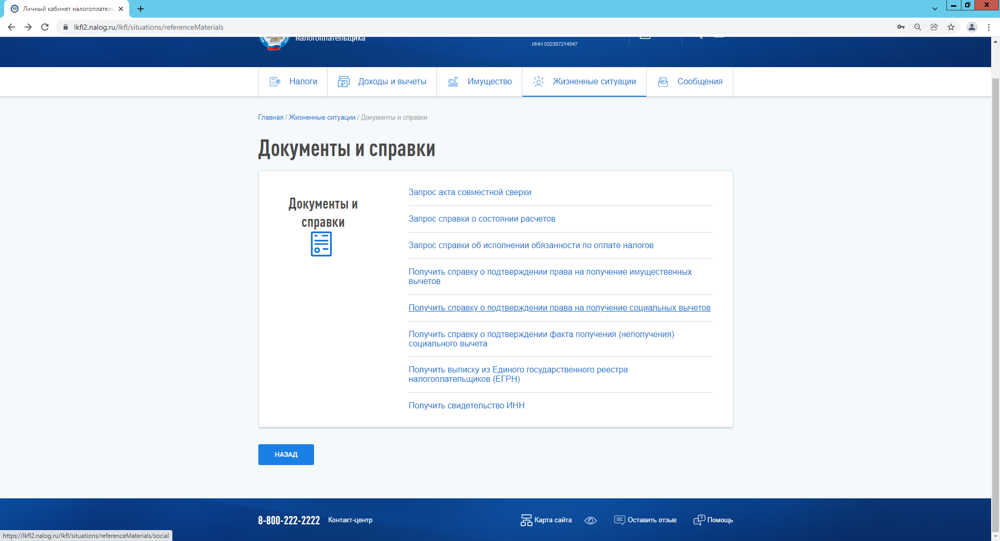 Личный кабинет налогоплатель
lkfl2.nalog.ru/lkfl/situations/referenceMaterials
налогоплательщика
ИНН 032357214547
Налоги
Доходы и вычеты
Имущество
Жизненные ситуации
Сообщения
Главная / Жизненные ситуации / Документы и справки
Документы и справки
Документы и
справки
Запрос акта совместной сверки
Запрос справки о состоянии расчетов
Запрос справки об исполнении обязанности по оплате налогов
Получить справку о подтверждении права на получение имущественных
вычетов
Получить справку о подтверждении права на получение социальных вычетов
Получить справку о подтверждении факта получения (неполучения)
социального вычета
Получить выписку из Единого государственного реестра
налогоплательщиков (ЕГРН)
Получить свидетельство ИНН
НАЗАД
8-800-222-2222 Контакт-центр
Карта сайта
Оставить отзыв
Помощь
https://lkfl2.nalog.ru/lkfl/situations/referenceMaterials/social